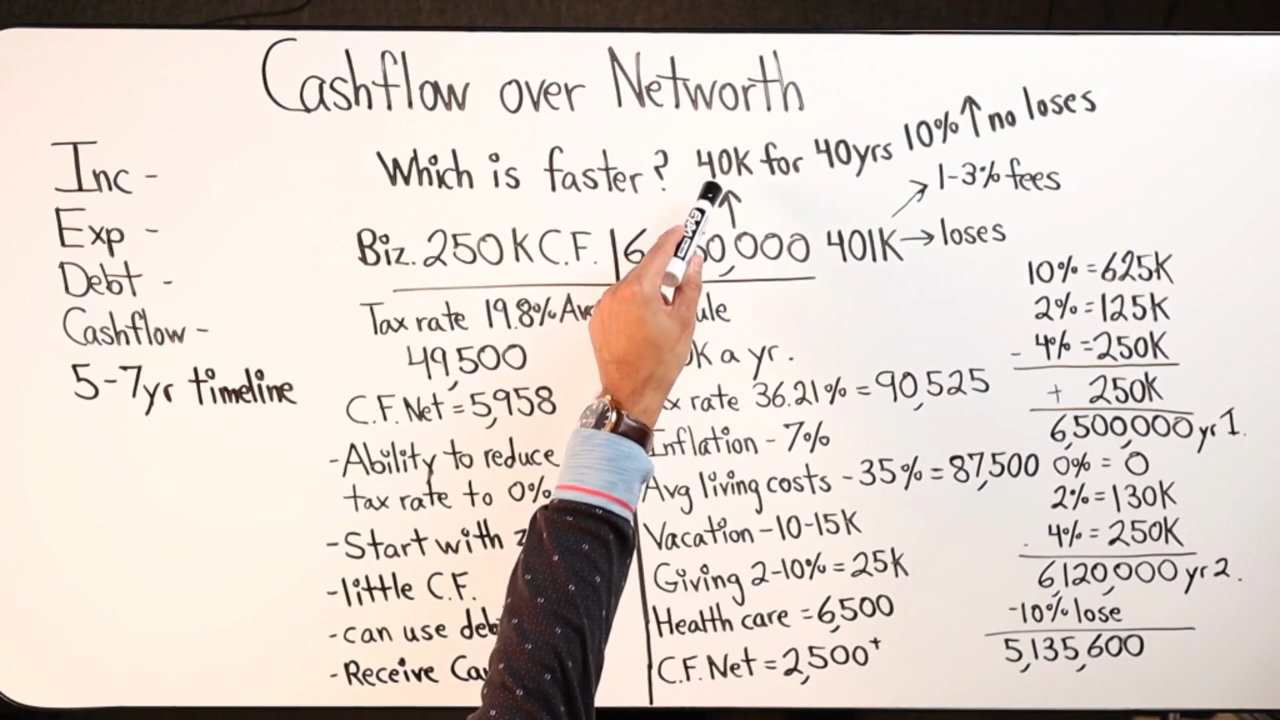 Cashflow over Networth
Inc -
Exp -
Debt -
Cashflow -
5-7yr timeline
Which is faster? 40K for 40yrs 10%↑ no loses
→ 1-3% fees
Biz. 250K C.F. | 6 0,000 401K → loses
Tax rate 19.8%
49,500
C.F. Net = 5,958
-Ability to reduce
tax rate to 0%
-Start with
-little C.F.
-can use
-Receive
a yr.
rate 36.21% = 90,525
Inflation - 7%
Avg living costs - 35% = 87,500
Vacation - 10-15K
Giving 2-10% = 25K
Health care = 6,500
C.F. Net = 2,500+
10% = 625K
2% = 125K
- 4% = 250K
+ 250K
6,500,000 yr 1.
0% = 0
2% = 130K
- 4% = 250K
6,120,000 yr 2.
-10% lose
5,135,600
EXPO